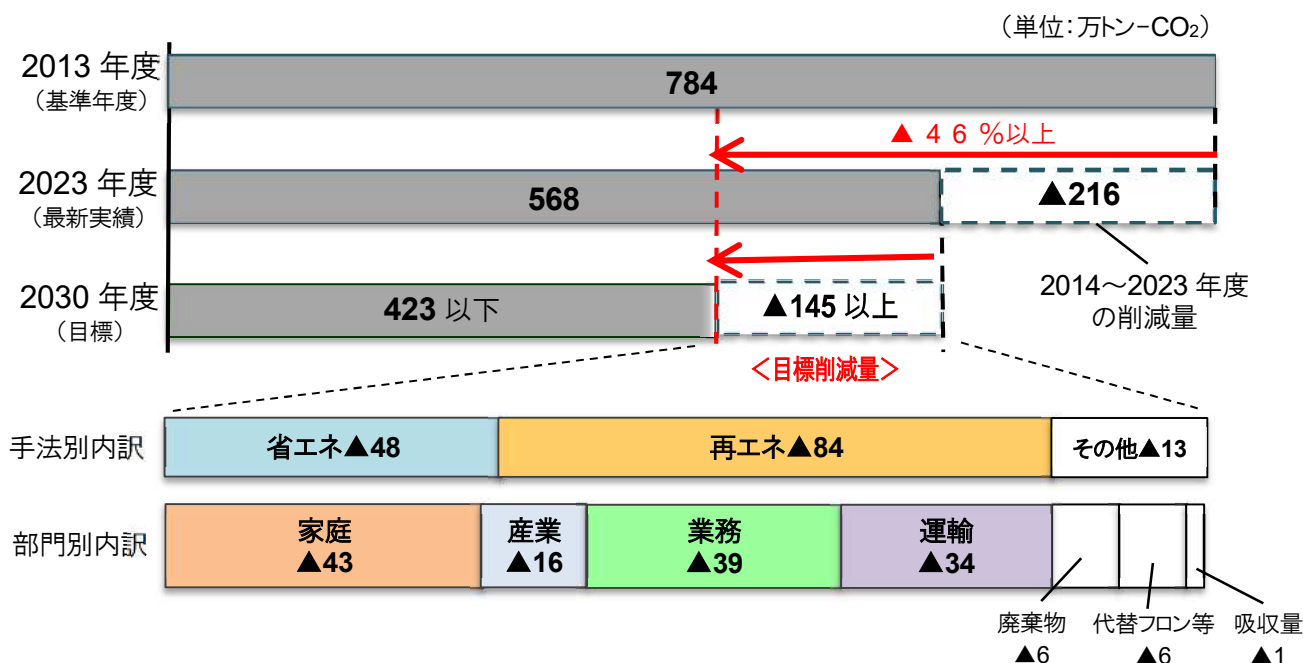 （単位：万トン-CO₂）
2013 年度
（基準年度）
784
▲ ４６％以上
2023 年度
（最新実績）
568
▲216
2014～2023 年度
の削減量
2030 年度
（目標）
423 以下
▲145 以上
＜目標削減量＞
手法別内訳
省エネ▲48
再エネ▲84
その他▲13
部門別内訳
家庭
▲43
産業
▲16
業務
▲39
運輸
▲34
廃棄物
▲6
代替フロン等
▲6
吸収量
▲1